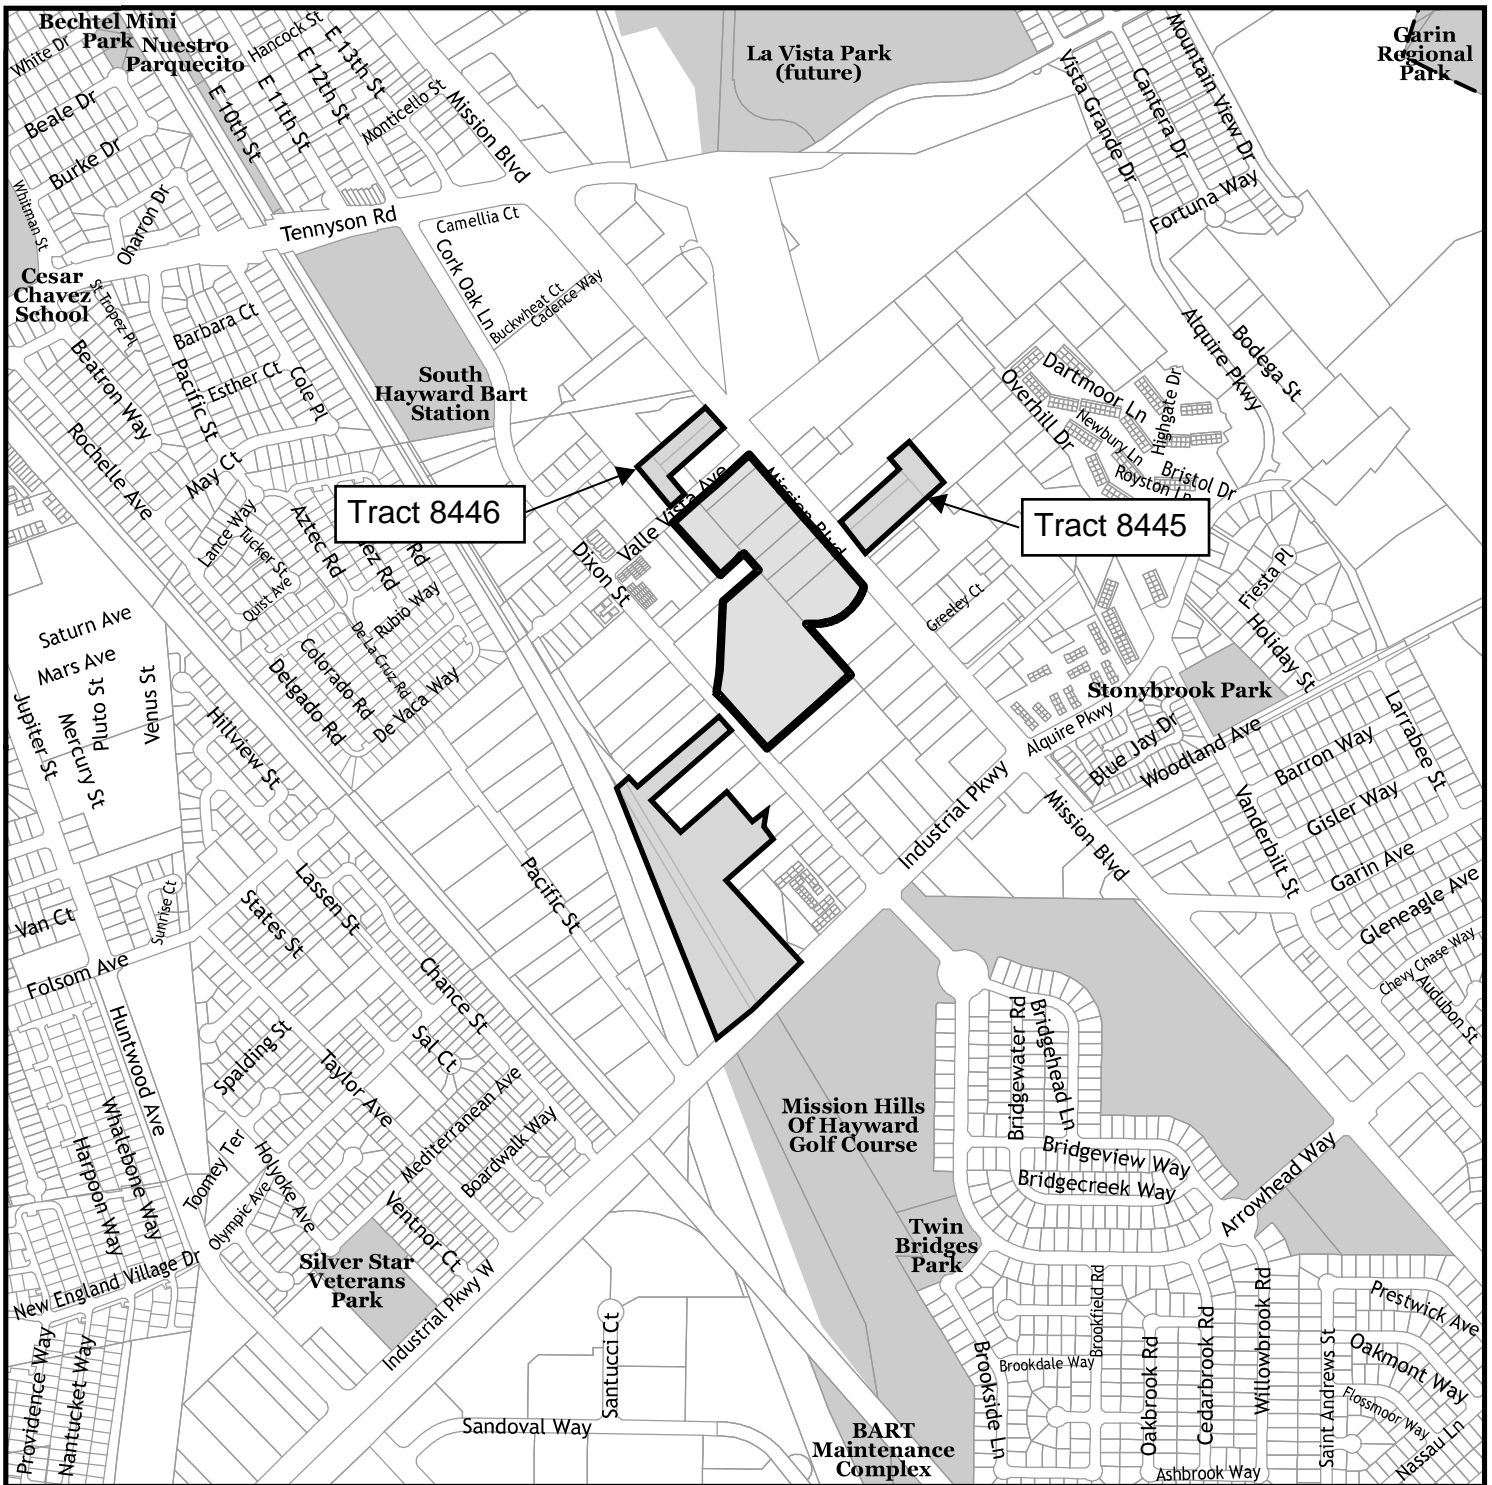 Bechtel Mini
Park
Nuestro
Parquecito
White Dr
Hancock St
E 13th St
E 12th St
E 11th St
E 10th St
Monticello St
Mission Blvd
Beale Dr
Burke Dr
Whitman St
Oharron Dr
Tennyson Rd
Camellia Ct
Cork Oak Ln
Buckwheat Ct
Cadence Way
La Vista Park
(future)
Vista Grande Dr
Cantera Dr
Mountain View Dr
Fortuna Way
Garin
Regional
Park
Cesar
Chavez
School
St Tropez Pl
Barbara Ct
Beatron Way
Pacific St
Esther Ct
Cole Pl
Rochelle Ave
May Ct
South
Hayward Bart
Station
Alquire Pkwy
Bodega St
Dartmoor Ln
Overhill Dr
Highgate Dr
Newbury Ln
Royston Ln
Bristol Dr
Tract 8446
Valle Vista Ave
Mission Blvd
Tract 8445
Lance Way
Tucker St
Quist Ave
Aztec Rd
ez Rd
Rd
Rubio Way
De La Cruz Rd
Colorado Rd
Delgado Rd
De Vaca Way
Dixon St
Greeley Ct
Fiesta Pl
Holiday St
Stonybrook Park
Saturn Ave
Mars Ave
Jupiter St
Mercury St
Pluto St
Venus St
Hillview St
Alquire Pkwy
Blue Jay Dr
Woodland Ave
Larrabee St
Barron Way
Gisler Way
Vanderbilt St
Garin Ave
Gleneagle Ave
Chevy Chase Way
Audubon St
Industrial Pkwy
Mission Blvd
Pacific St
Van Ct
Sunrise Ct
Folsom Ave
States St
Lassen St
Chance St
Sal Ct
Huntwood Ave
Spalding St
Taylor Ave
Mediterranean Ave
Boardwalk Way
Whalebone Way
Harpoon Way
Toomey Ter
Holyoke Ave
Olympic Ave
Ventnor Ct
New England Village Dr
Silver Star
Veterans
Park
Industrial Pkwy W
Providence Way
Nantucket Way
Sandoval Way
Santucci Ct
Mission Hills
Of Hayward
Golf Course
Bridgewater Rd
Bridgehead Ln
Bridgeview Way
Bridgecreek Way
Arrowhead Way
Twin
Bridges
Park
Brookside Ln
Brookdale Way
Brookfield Rd
Oakbrook Rd
Cedarbrook Rd
Willowbrook Rd
Saint Andrews St
Prestwick Ave
Oakmont Way
Flossmoor Way
Nassau Ln
Ashbrook Way
BART
Maintenance
Complex